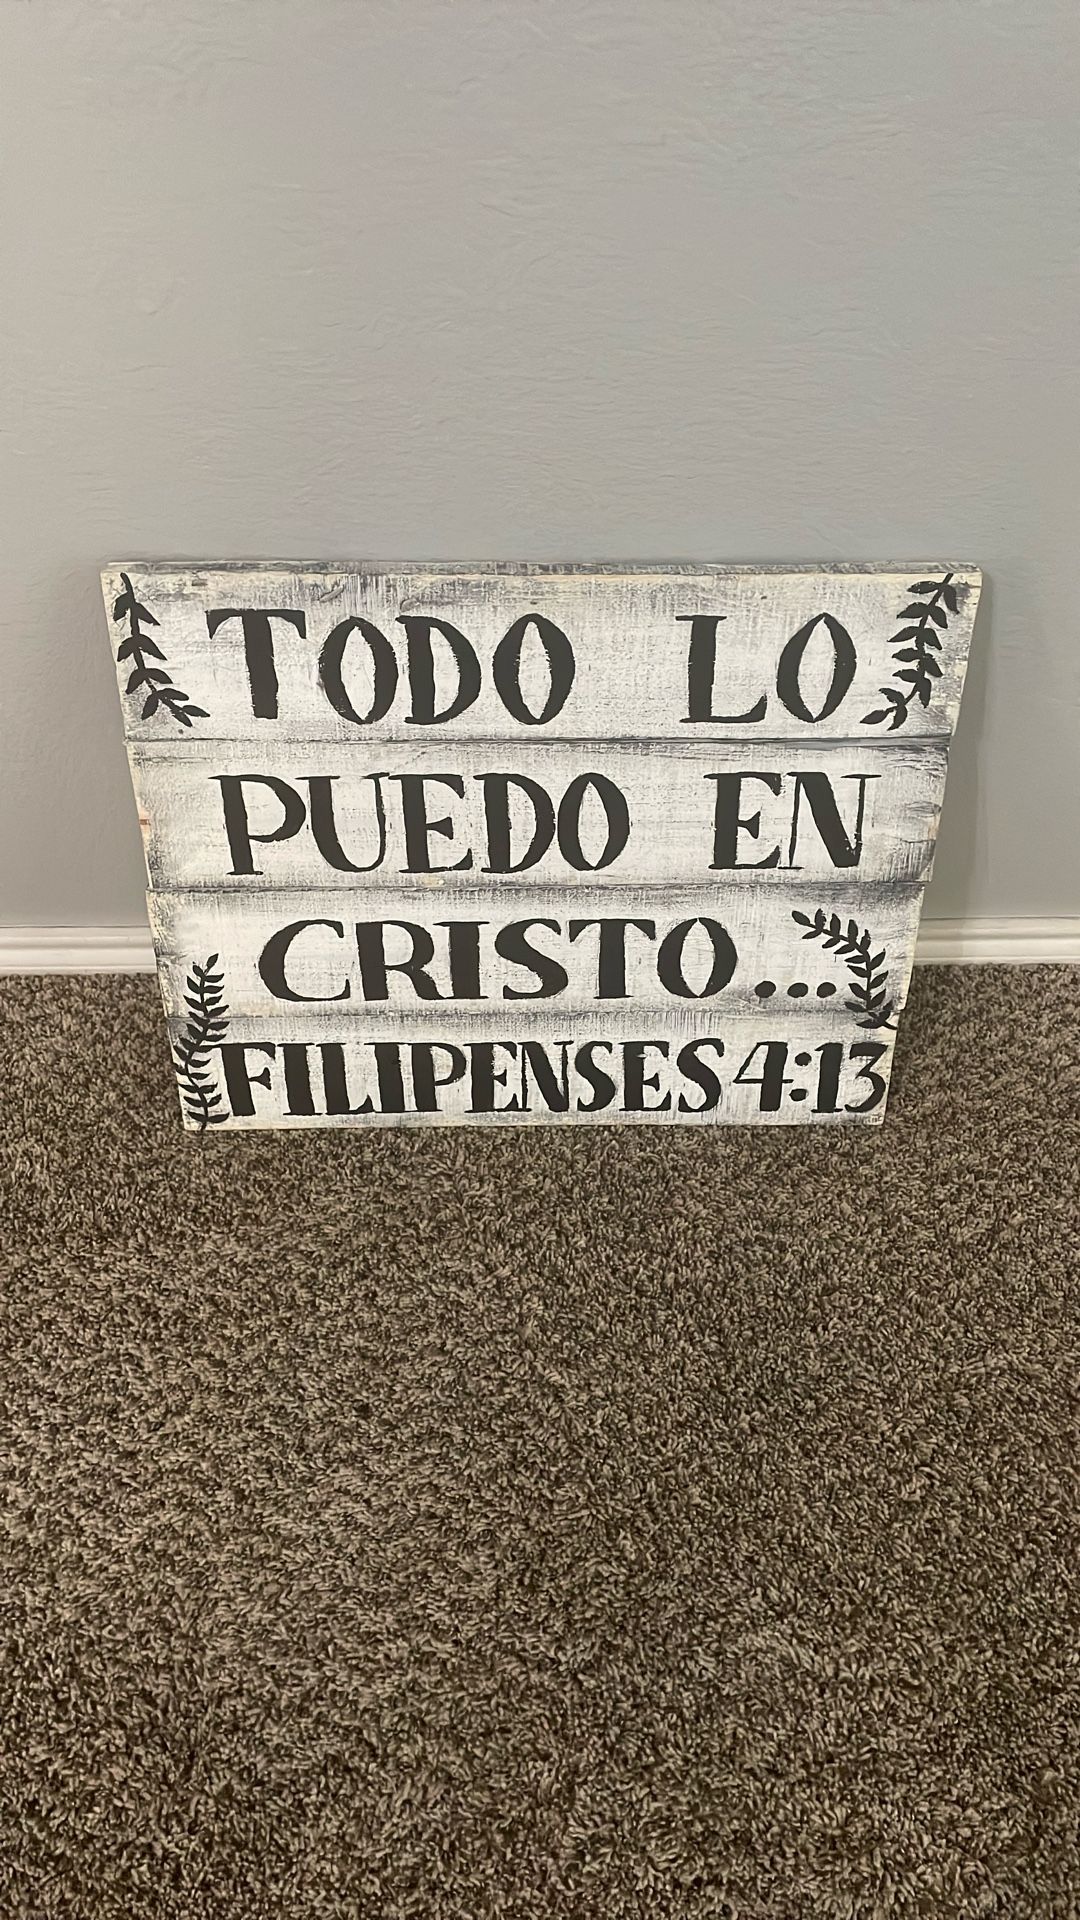 TODO LO
PUEDO EN
CRISTO...
FILIPENSES 4:13